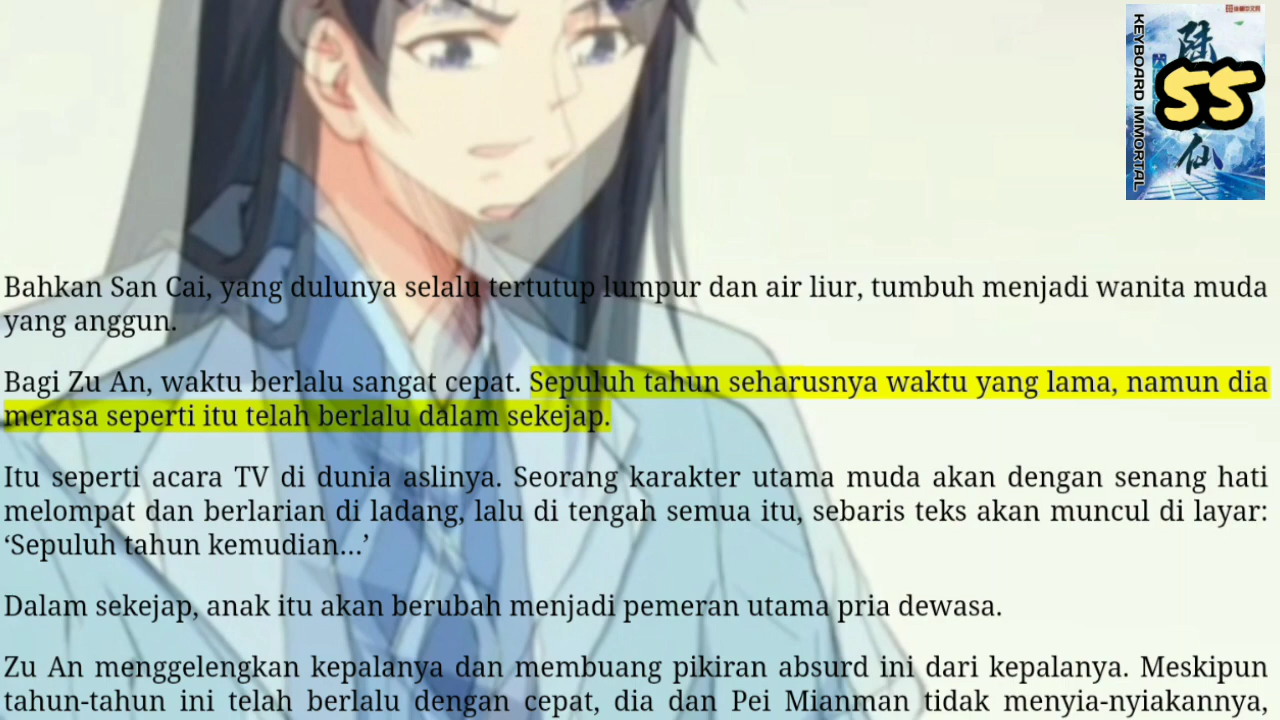 陆
仙
KEYBOARD IMMORTAL
55
Bahkan San Cai, yang dulunya selalu tertutup lumpur dan air liur, tumbuh menjadi wanita muda
yang anggun.
Bagi Zu An, waktu berlalu sangat cepat. Sepuluh tahun seharusnya waktu yang lama, namun dia
merasa seperti itu telah berlalu dalam sekejap.
Itu seperti acara TV di dunia aslinya. Seorang karakter utama muda akan dengan senang hati
melompat dan berlarian di ladang, lalu di tengah semua itu, sebaris teks akan muncul di layar:
‘Sepuluh tahun kemudian...’
Dalam sekejap, anak itu akan berubah menjadi pemeran utama pria dewasa.
Zu An menggelengkan kepalanya dan membuang pikiran absurd ini dari kepalanya. Meskipun
tahun-tahun ini telah berlalu dengan cepat, dia dan Pei Mianman tidak menyia-nyiakannya,